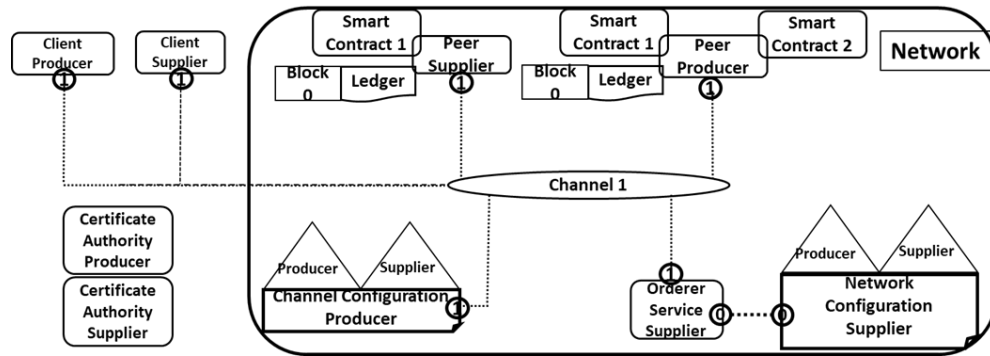 Client
Producer
1
Client
Supplier
1
Smart
Contract 1
Peer
Supplier
1
Block
0
Ledger
Smart
Contract 1
Peer
Producer
1
Smart
Contract 2
Block
0
Ledger
Network
Channel 1
Certificate
Authority
Producer
Certificate
Authority
Supplier
Producer
Supplier
Channel Configuration
Producer
1
1
Orderer
Service
Supplier
0
0
Producer
Supplier
Network
Configuration
Supplier